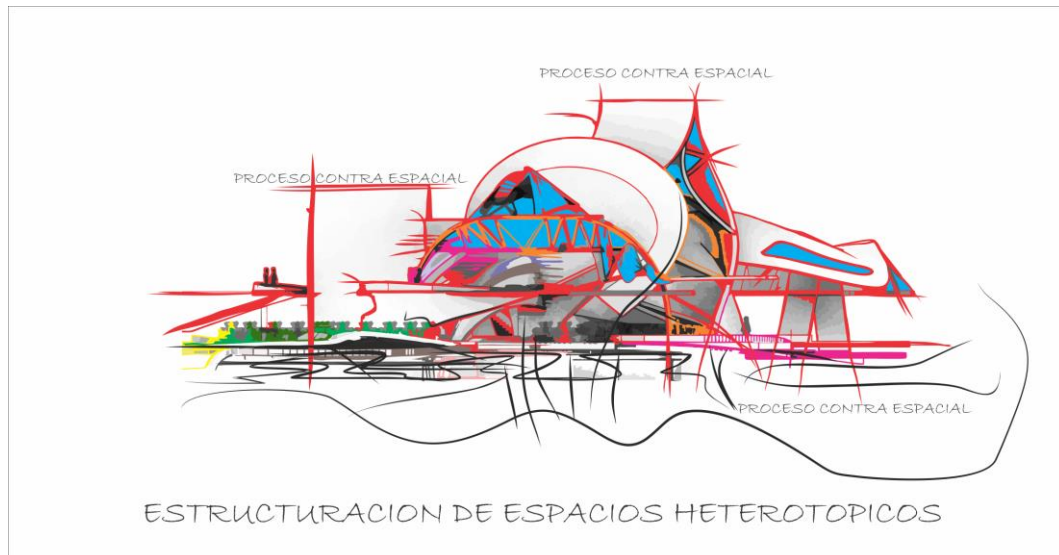 PROCESO CONTRA ESPACIAL
PROCESO CONTRA ESPACIAL
PROCESO CONTRA ESPACIAL
ESTRUCTURACION DE ESPACIOS HETEROTOPICOS